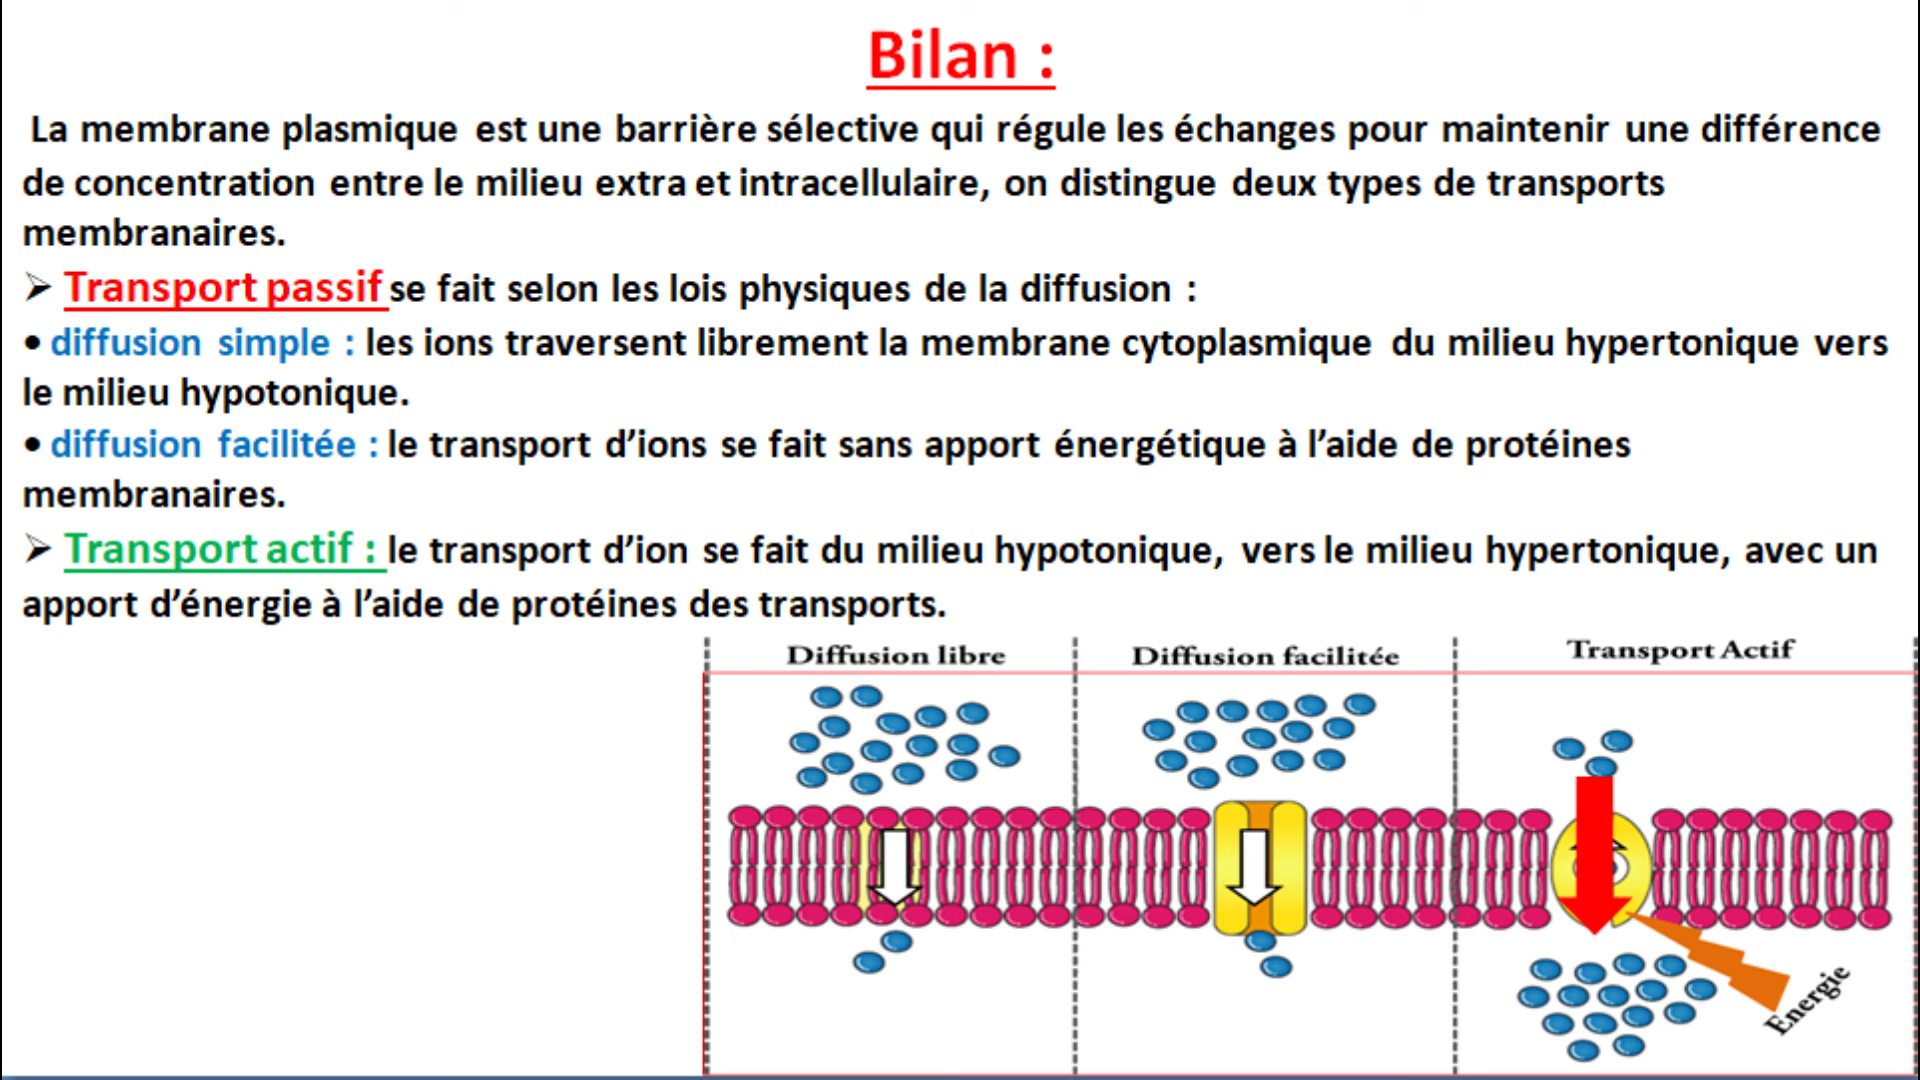 Bilan :
La membrane plasmique est une barrière sélective qui régule les échanges pour maintenir une différence
de concentration entre le milieu extra et intracellulaire, on distingue deux types de transports
membranaires.
➢ Transport passif se fait selon les lois physiques de la diffusion :
• diffusion simple : les ions traversent librement la membrane cytoplasmique du milieu hypertonique vers
le milieu hypotonique.
• diffusion facilitée : le transport d’ions se fait sans apport énergétique à l’aide de protéines
membranaires.
➢ Transport actif : le transport d’ion se fait du milieu hypotonique, vers le milieu hypertonique, avec un
apport d’énergie à l’aide de protéines des transports.
Diffusion libre
Diffusion facilitée
Transport Actif
Energie